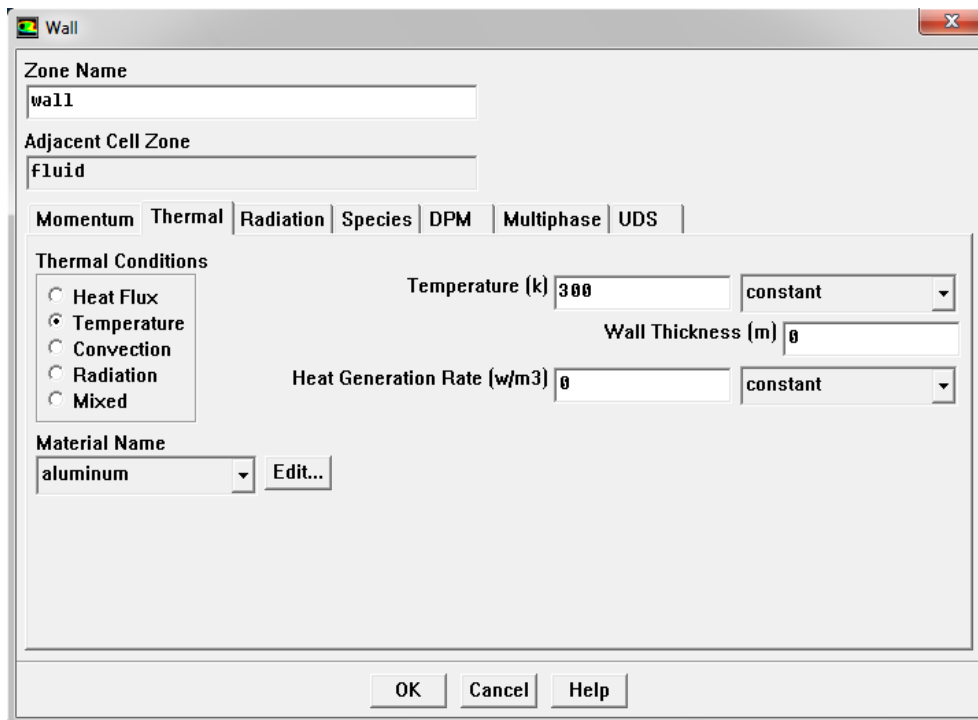 Wall
Zone Name
wall
Adjacent Cell Zone
fluid
Momentum Thermal Radiation Species DPM Multiphase UDS
Thermal Conditions
Heat Flux
Temperature
Convection
Radiation
Mixed
Temperature (k) 300 constant
Wall Thickness (m) 0
Heat Generation Rate (w/m3) 0 constant
Material Name
aluminum Edit...
OK Cancel Help